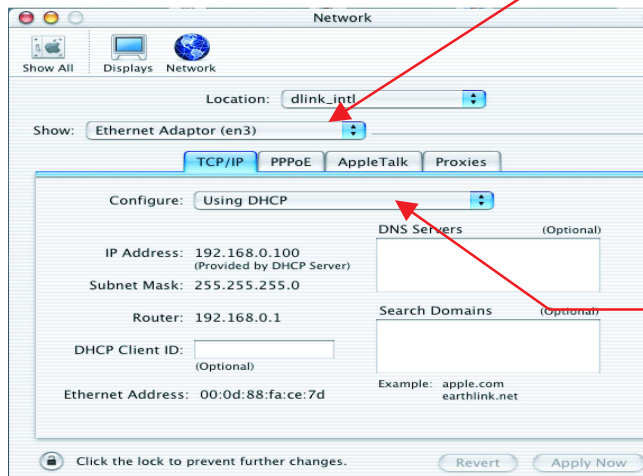 Network
Show All
Displays
Network
Location: dlink_intl
Show: Ethernet Adaptor (en3)
TCP/IP
PPPoE
AppleTalk
Proxies
Configure: Using DHCP
DNS Servers (Optional)
IP Address: 192.168.0.100
(Provided by DHCP Server)
Subnet Mask: 255.255.255.0
Router: 192.168.0.1
Search Domains (Optional)
DHCP Client ID:
(Optional)
Example: apple.com
earthlink.net
Ethernet Address: 00:0d:88:fa:ce:7d
Click the lock to prevent further changes.
Revert
Apply Now